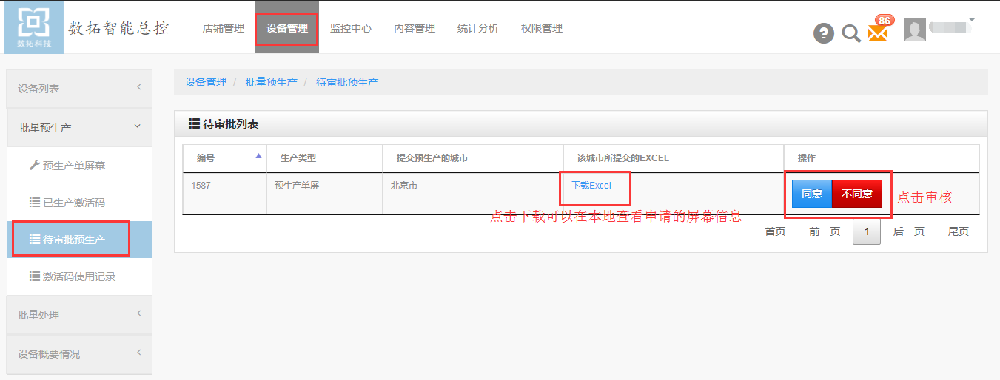 数拓科技
数拓智能总控
店铺管理 设备管理 监控中心 内容管理 统计分析 权限管理
?
86
设备列表
批量预生产
预生产单屏幕
已生产激活码
待审批预生产
激活码使用记录
批量处理
设备概要情况
设备管理 / 批量预生产 / 待审批预生产
待审批列表
编号 生产类型 提交预生产的城市 该城市所提交的EXCEL 操作
1587 预生产单屏 北京市 下载Excel 同意 不同意
点击审核
点击下载可以在本地查看申请的屏幕信息
首页 前一页 1 后一页 尾页